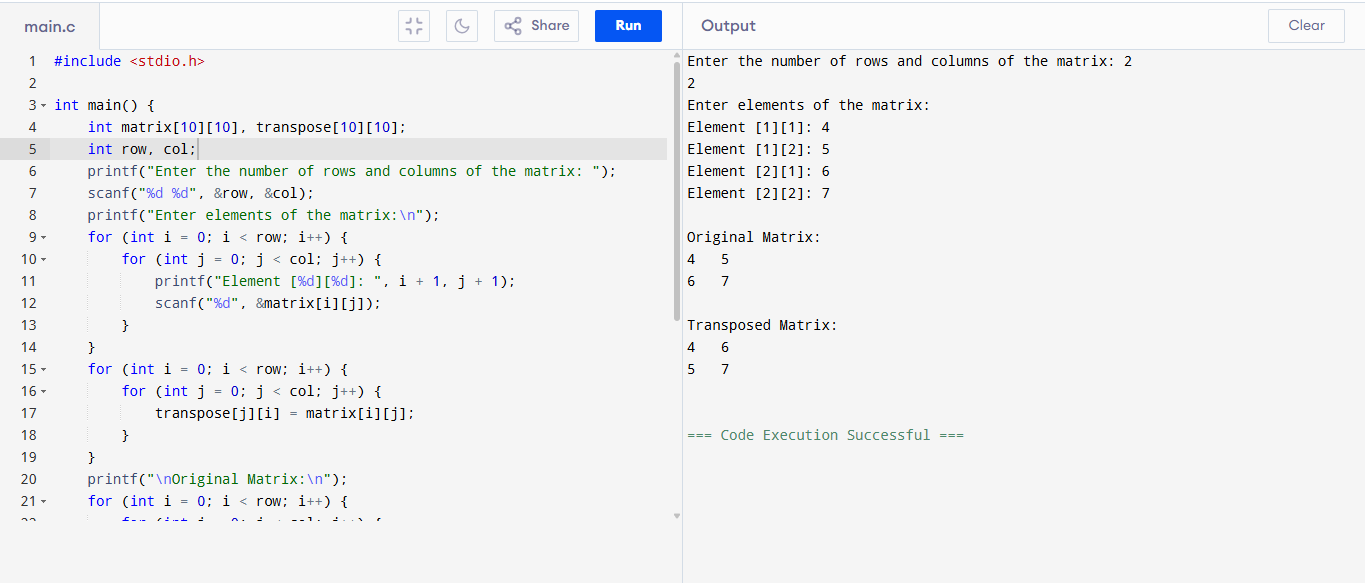 main.c
Share
Run
Output
Clear
1 #include <stdio.h>
2
3 int main() {
4     int matrix[10][10], transpose[10][10];
5     int row, col;
6     printf("Enter the number of rows and columns of the matrix: ");
7     scanf("%d %d", &row, &col);
8     printf("Enter elements of the matrix:\n");
9     for (int i = 0; i < row; i++) {
10         for (int j = 0; j < col; j++) {
11             printf("Element [%d][%d]: ", i + 1, j + 1);
12             scanf("%d", &matrix[i][j]);
13         }
14     }
15     for (int i = 0; i < row; i++) {
16         for (int j = 0; j < col; j++) {
17             transpose[j][i] = matrix[i][j];
18         }
19     }
20     printf("\nOriginal Matrix:\n");
21     for (int i = 0; i < row; i++) {
22         for (int j = 0; j < col; j++) {
Enter the number of rows and columns of the matrix: 2
2
Enter elements of the matrix:
Element [1][1]: 4
Element [1][2]: 5
Element [2][1]: 6
Element [2][2]: 7
Original Matrix:
4   5
6   7
Transposed Matrix:
4   6
5   7
=== Code Execution Successful ===